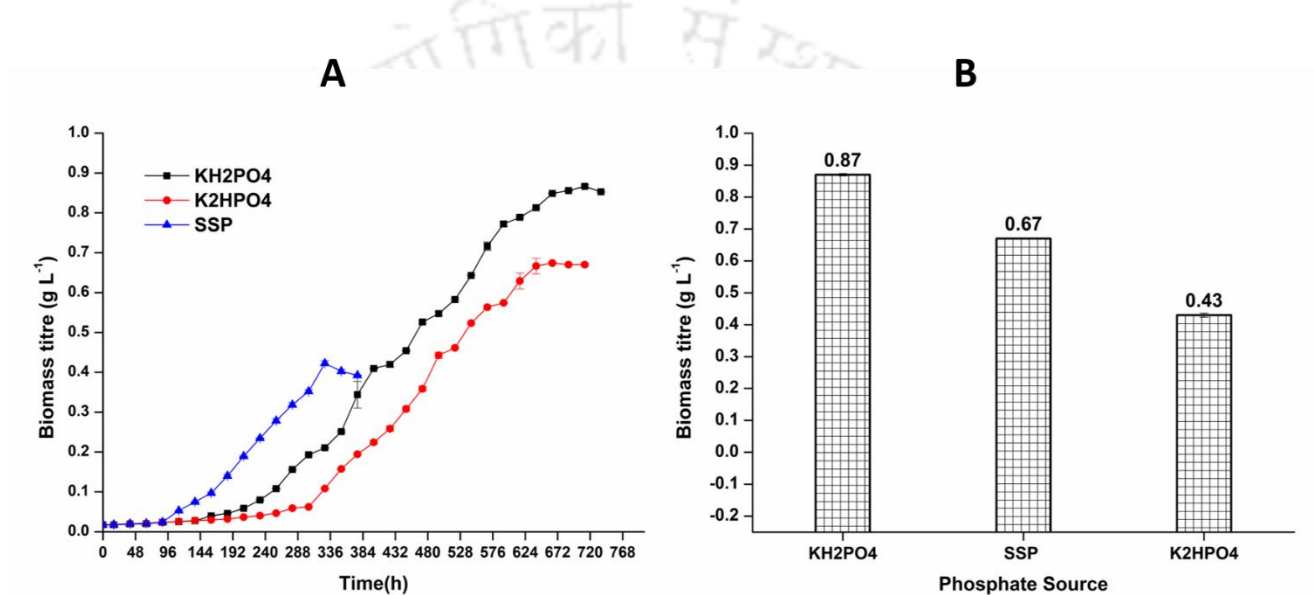 A
B
1.0
0.9
0.8
0.7
0.6
0.5
0.4
0.3
0.2
0.1
0.0
Biomass titre (g L-1)
KH2PO4
K2HPO4
SSP
0 48 96 144 192 240 288 336 384 432 480 528 576 624 672 720 768
Time(h)
1.0
0.9
0.8
0.7
0.6
0.5
0.4
0.3
0.2
0.1
0.0
-0.1
-0.2
Biomass titre (g L-1)
0.87
0.67
0.43
KH2PO4 SSP K2HPO4
Phosphate Source